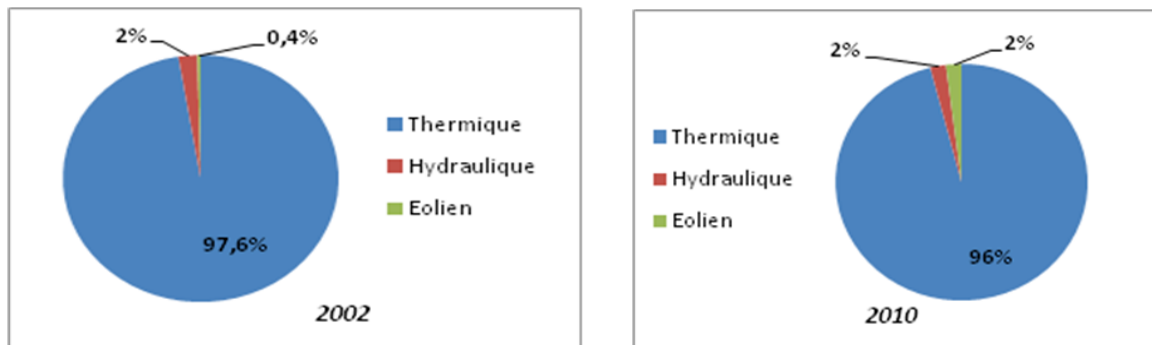 2%
0,4%
Thermique
Hydraulique
Eolien
97,6%
2002
2%
2%
Thermique
Hydraulique
Eolien
96%
2010